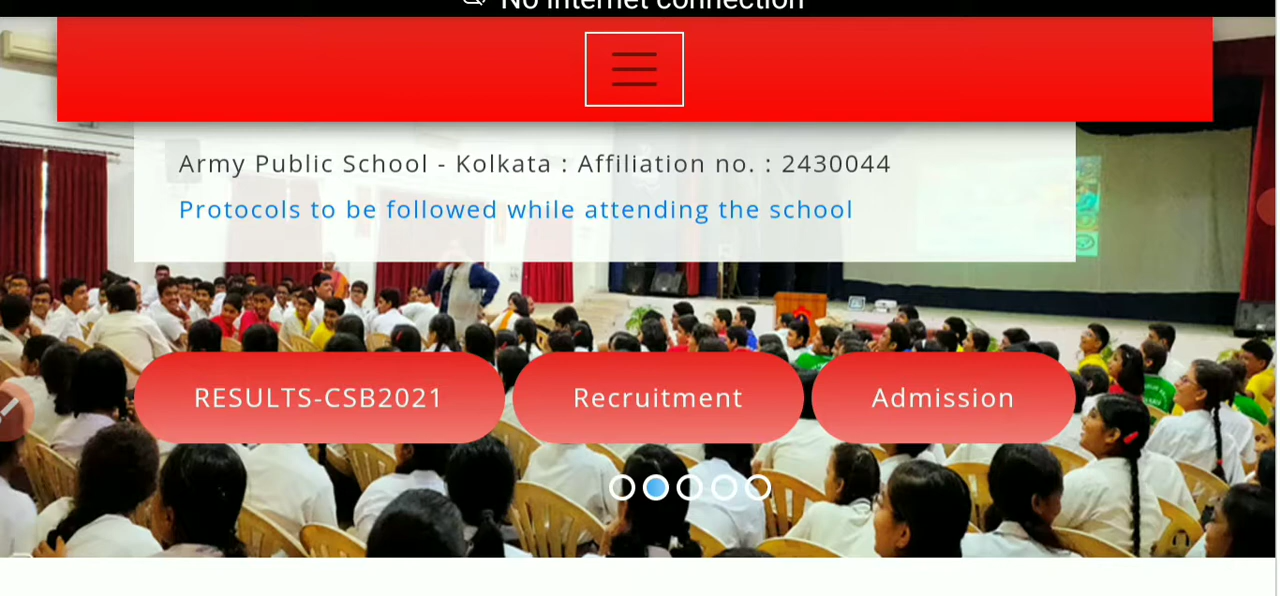 No internet connection
Army Public School - Kolkata : Affiliation no. : 2430044
Protocols to be followed while attending the school
RESULTS-CSB2021
Recruitment
Admission